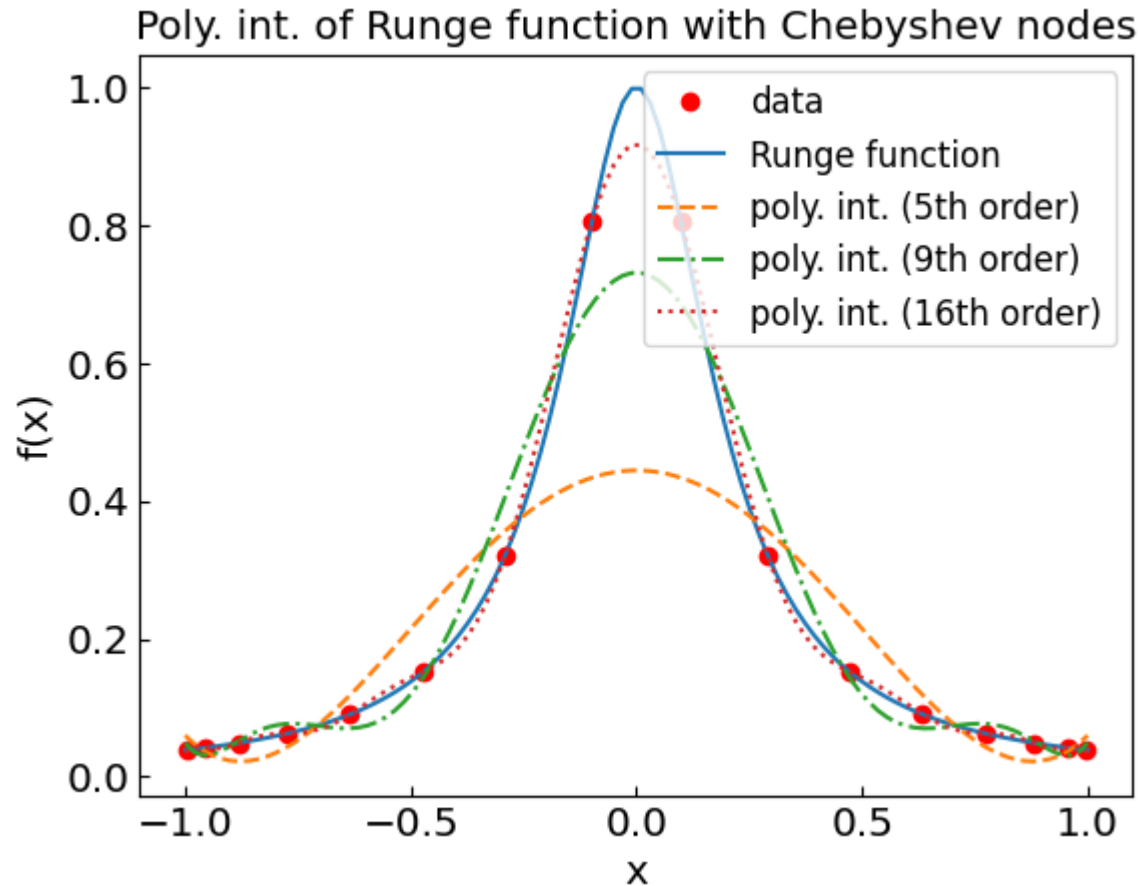 Poly. int. of Runge function with Chebyshev nodes
1.0
0.8
0.6
0.4
0.2
0.0
f(x)
data
Runge function
poly. int. (5th order)
poly. int. (9th order)
poly. int. (16th order)
−1.0 −0.5 0.0 0.5 1.0
x